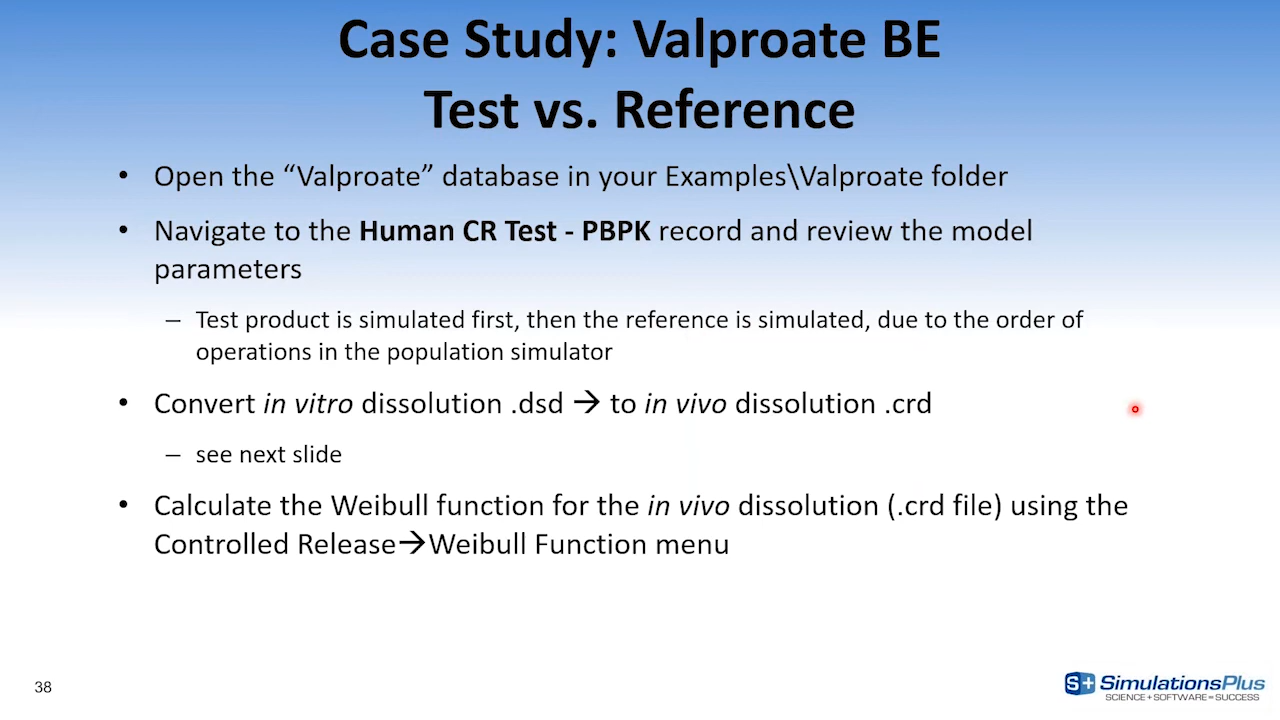 Case Study: Valproate BE
Test vs. Reference
• Open the “Valproate” database in your Examples\Valproate folder
• Navigate to the Human CR Test - PBPK record and review the model
parameters
– Test product is simulated first, then the reference is simulated, due to the order of
operations in the population simulator
• Convert in vitro dissolution .dsd → to in vivo dissolution .crd
– see next slide
• Calculate the Weibull function for the in vivo dissolution (.crd file) using the
Controlled Release→Weibull Function menu
38
S+ SimulationsPlus
SCIENCE+SOFTWARE=SUCCESS